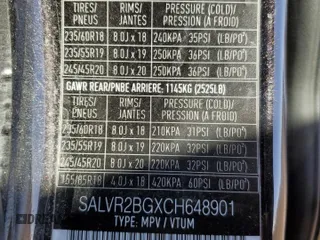 TIRES/ RIMS/ PRESSURE (COLD)/
PNEUS JANTES PRESSION (A FROID)
235/60R18 8.0J x 18 240KPA 35PSI (LB/PO²)
235/55R19 8.0J x 19 250KPA 36PSI (LB/PO²)
245/45R20 8.0J x 20 250KPA 36PSI (LB/PO²)
GAWR REAR/PNBE ARRIERE: 1145KG (2525LB)
TIRES/ RIMS/ PRESSURE (COLD)/
PNEUS JANTES PRESSION (A FROID)
235/60R18 8.0J x 18 210KPA 31PSI (LB/PO²)
235/55R19 8.0J x 19 220KPA 32PSI (LB/PO²)
245/45R20 8.0J x 20 220KPA 32PSI (LB/PO²)
155/85R18 4.0J x 18 420KPA 60PSI (LB/PO²)
SALVR2BGXCH648901
TYPE: MPV / VTUM